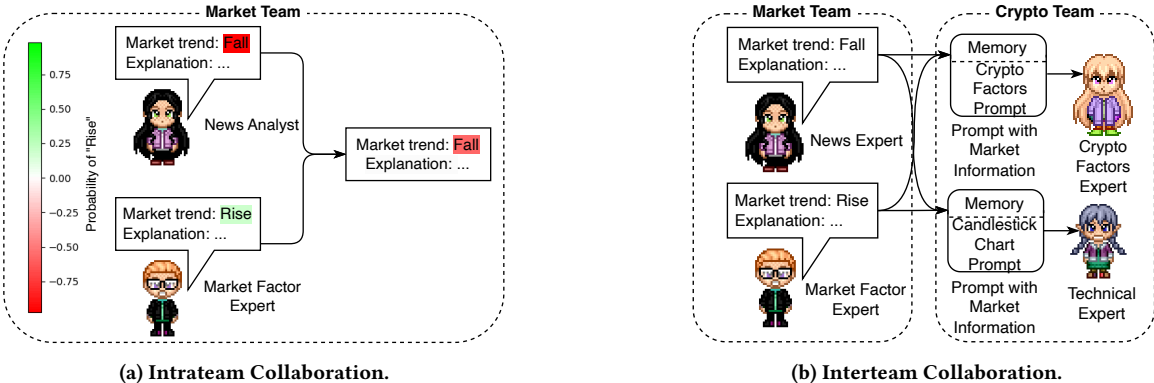 Market Team
0.75
0.50
0.25
0.00
−0.25
−0.50
−0.75
Probability of "Rise"
Market trend: Fall
Explanation: ...
News Analyst
Market trend: Rise
Explanation: ...
Market Factor
Expert
Market trend: Fall
Explanation: ...
(a) Intrateam Collaboration.
Market Team
Market trend: Fall
Explanation: ...
News Expert
Market trend: Rise
Explanation: ...
Market Factor
Expert
Crypto Team
Memory
Crypto
Factors
Prompt
Prompt with
Market
Information
Crypto
Factors
Expert
Memory
Candlestick
Chart
Prompt
Prompt with
Market
Information
Technical
Expert
(b) Interteam Collaboration.